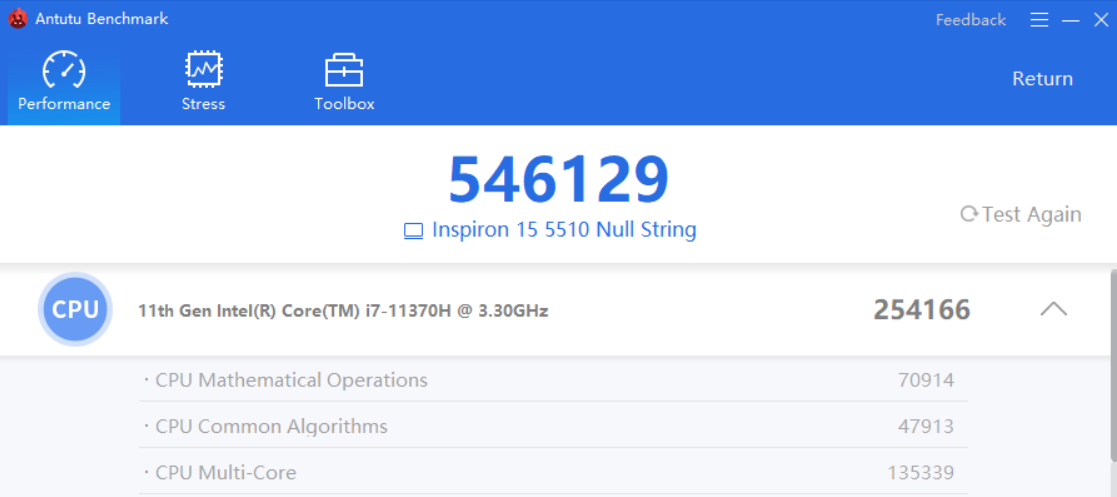 Antutu Benchmark
Feedback
Performance
Stress
Toolbox
Return
546129
Inspiron 15 5510 Null String
Test Again
CPU
11th Gen Intel(R) Core(TM) i7-11370H @ 3.30GHz
254166
· CPU Mathematical Operations 70914
· CPU Common Algorithms 47913
· CPU Multi-Core 135339